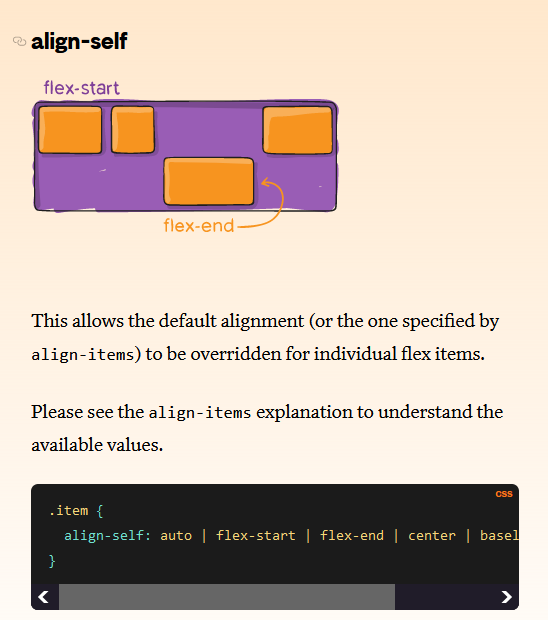 align-self
flex-start
flex-end
This allows the default alignment (or the one specified by
align-items) to be overridden for individual flex items.
Please see the align-items explanation to understand the
available values.
CSS
.item {
align-self: auto | flex-start | flex-end | center | basel
}